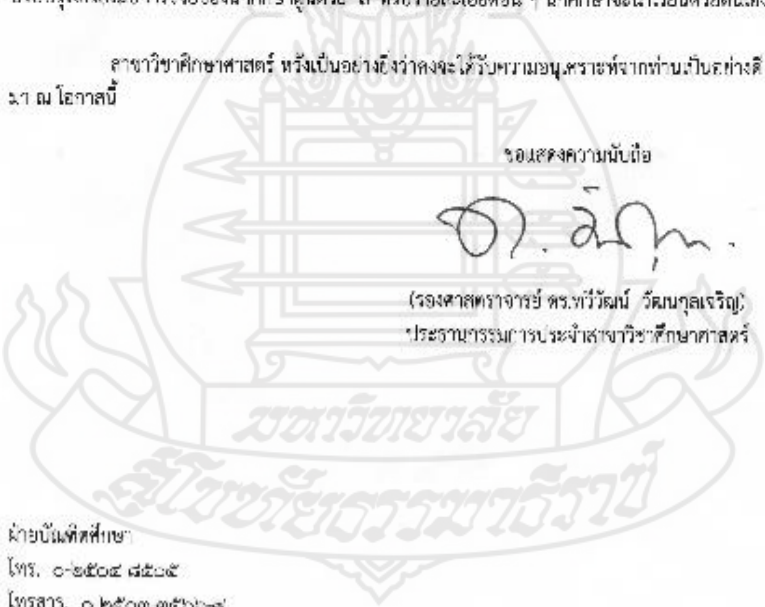 สาขาวิชาศึกษาศาสตร์ หวังเป็นอย่างยิ่งว่าคงจะได้รับความอนุเคราะห์จากท่านเป็นอย่างดี
มา ณ โอกาสนี้
ขอแสดงความนับถือ
(รองศาสตราจารย์ ดร.ทวีวัฒน์ วัฒนกุลเจริญ)
ประธานกรรมการประจำสาขาวิชาศึกษาศาสตร์
มหาวิทยาลัย
สุโขทัยธรรมาธิราช
ฝ่ายบัณฑิตศึกษา
โทร. ๐-๒๕๐๔ ๘๕๐๕
โทรสาร.